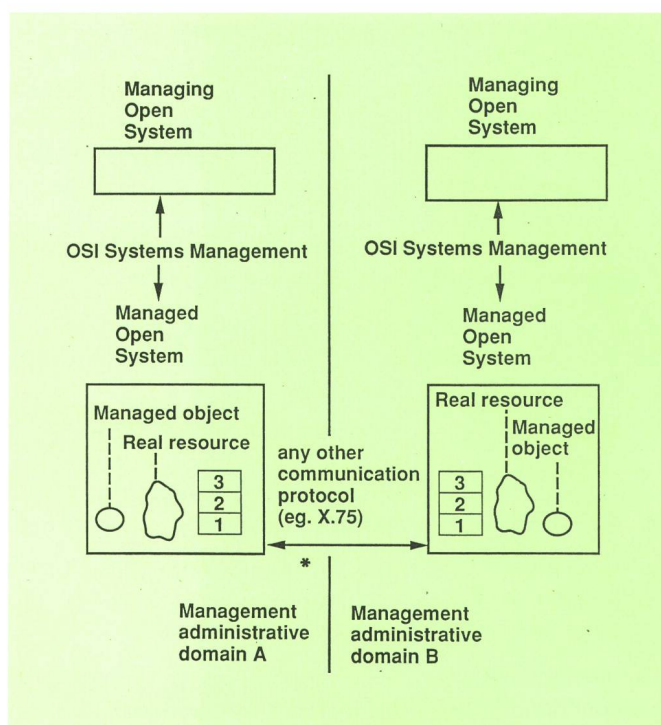 Managing
Open
System
OSI Systems Management
Managed
Open
System
Managed object
Real resource
3
2
1
any other
communication
protocol
(eg. X.75)
*
Management
administrative
domain A
Managing
Open
System
OSI Systems Management
Managed
Open
System
Real resource
Managed
object
3
2
1
Management
administrative
domain B